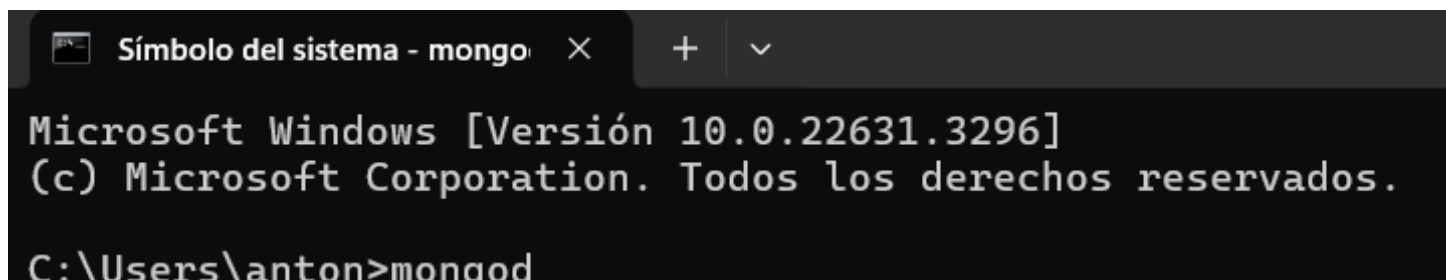 Símbolo del sistema - mongo
Microsoft Windows [Versión 10.0.22631.3296]
(c) Microsoft Corporation. Todos los derechos reservados.
C:\Users\anton>mongod